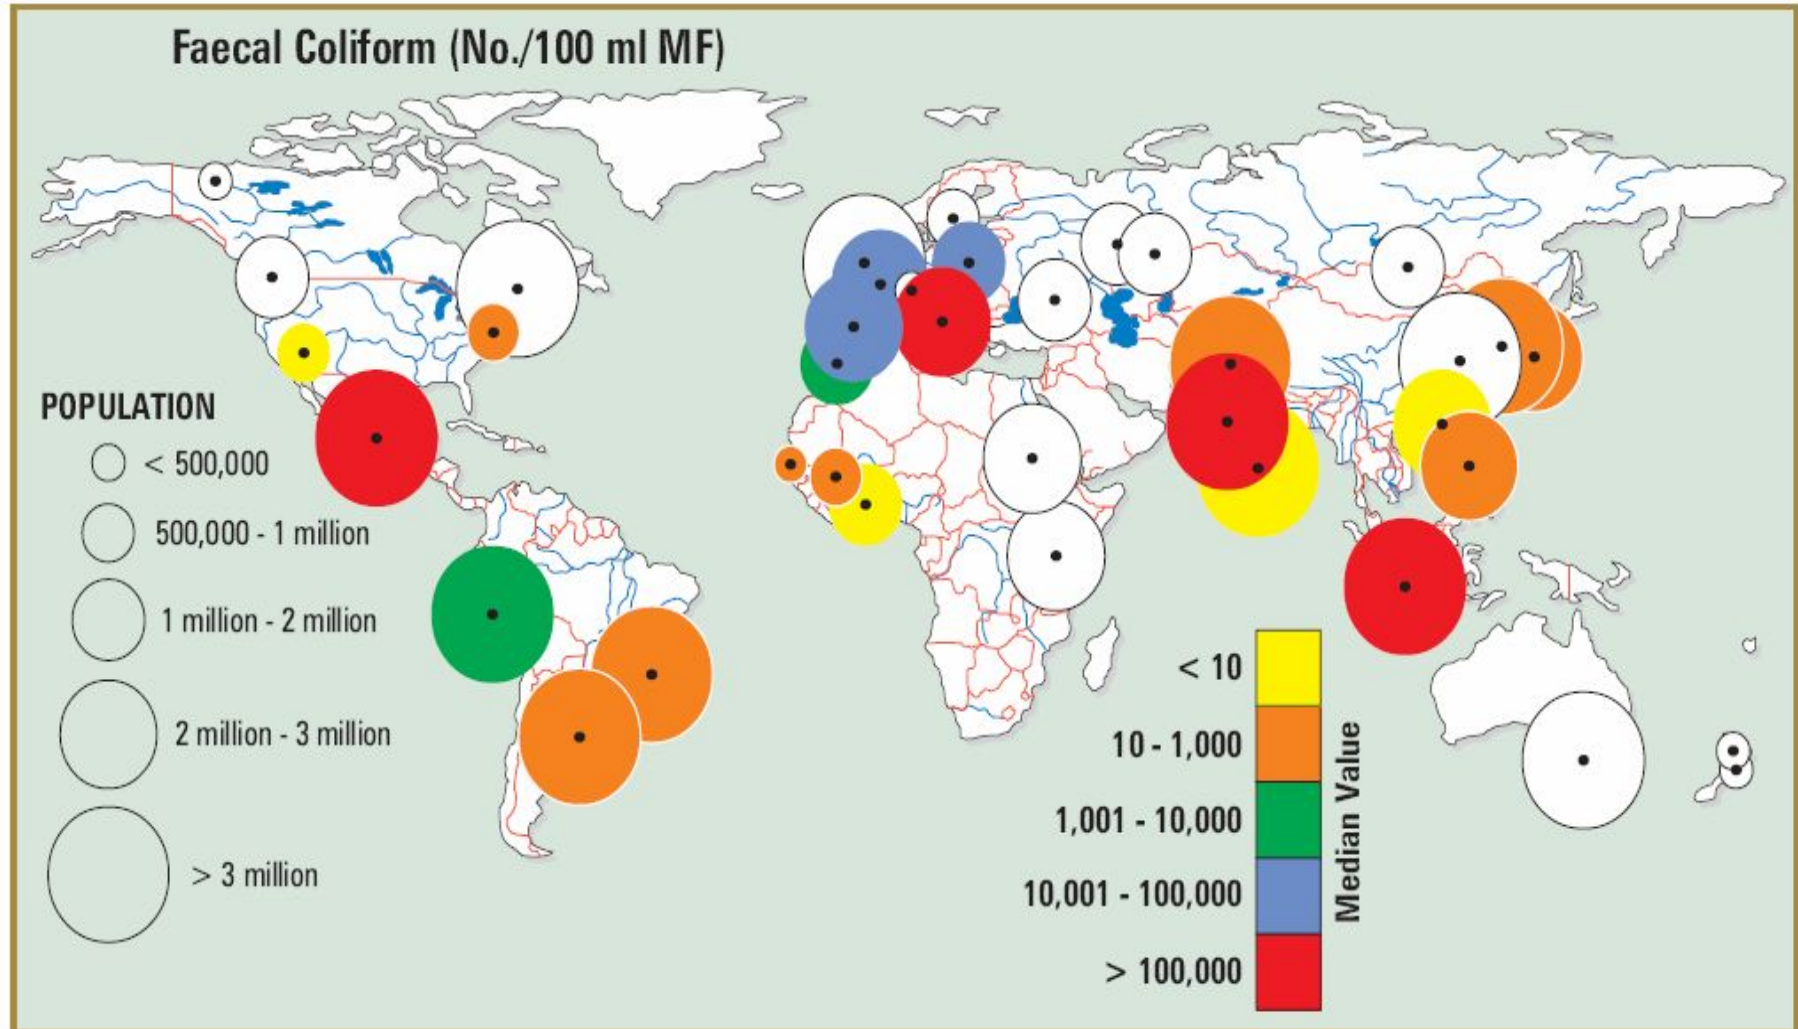 Faecal Coliform (No./100 ml MF)
POPULATION
< 500,000
500,000 - 1 million
1 million - 2 million
2 million - 3 million
> 3 million
< 10
10 - 1,000
1,001 - 10,000
10,001 - 100,000
> 100,000
Median Value